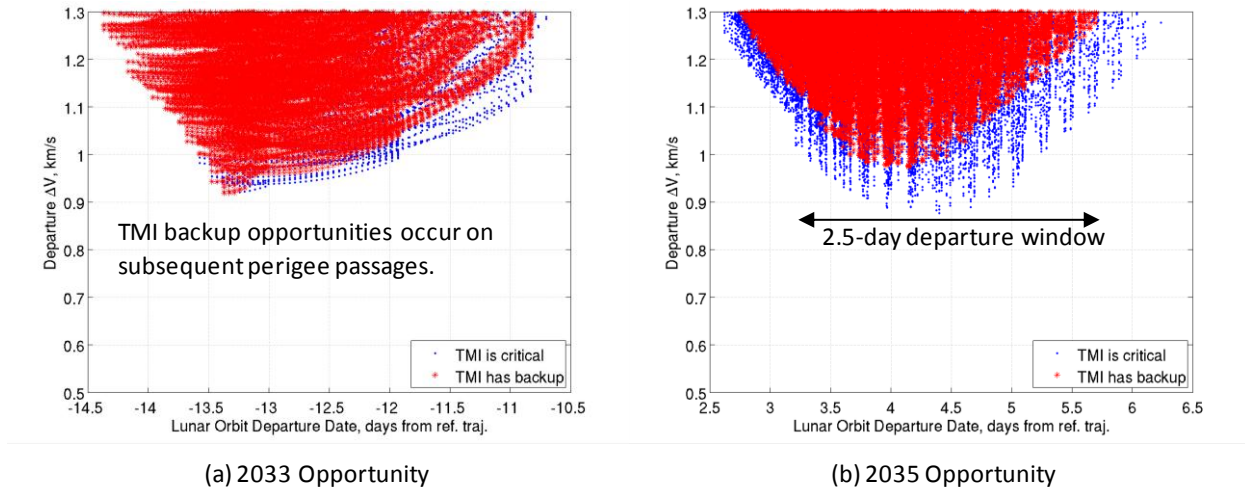 1.3
1.2
1.1
1
0.9
0.8
0.7
0.6
0.5
Departure ΔV, km/s
TMI backup opportunities occur on
subsequent perigee passages.
TMI is critical
TMI has backup
-14.5 -14 -13.5 -13 -12.5 -12 -11.5 -11 -10.5
Lunar Orbit Departure Date, days from ref. traj.
(a) 2033 Opportunity
1.3
1.2
1.1
1
0.9
0.8
0.7
0.6
0.5
Departure ΔV, km/s
2.5-day departure window
TMI is critical
TMI has backup
2.5 3 3.5 4 4.5 5 5.5 6 6.5
Lunar Orbit Departure Date, days from ref. traj.
(b) 2035 Opportunity